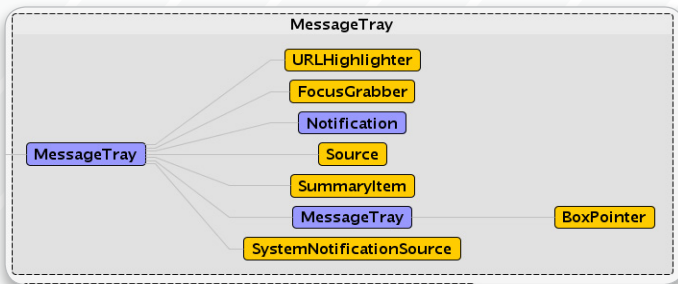 MessageTray
URLHighlighter
FocusGrabber
Notification
MessageTray
Source
SummaryItem
MessageTray
BoxPointer
SystemNotificationSource